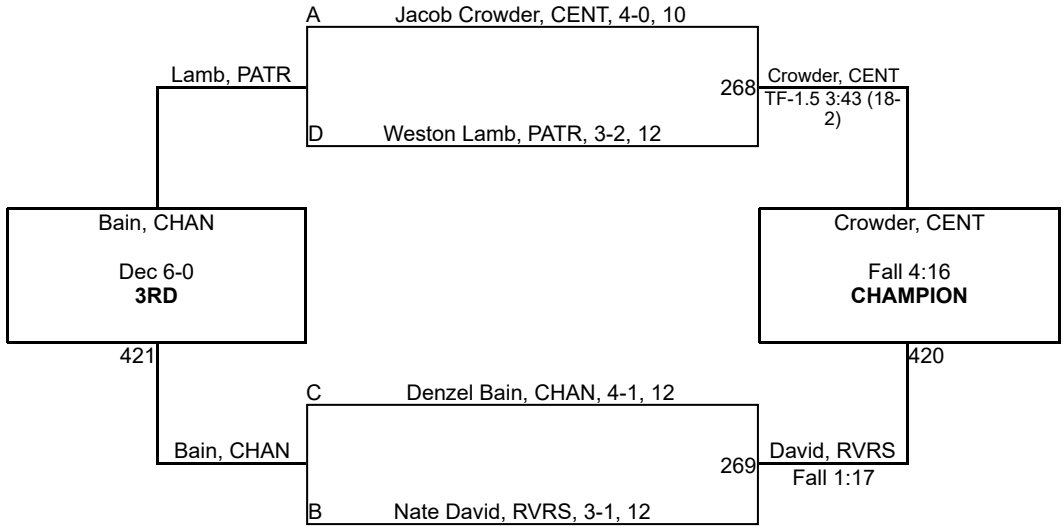 A
Jacob Crowder, CENT, 4-0, 10
Lamb, PATR
268
Crowder, CENT
TF-1.5 3:43 (18-
2)
D
Weston Lamb, PATR, 3-2, 12
Bain, CHAN
Dec 6-0
3RD
Crowder, CENT
Fall 4:16
CHAMPION
421
420
C
Denzel Bain, CHAN, 4-1, 12
Bain, CHAN
269
David, RVRS
Fall 1:17
B
Nate David, RVRS, 3-1, 12